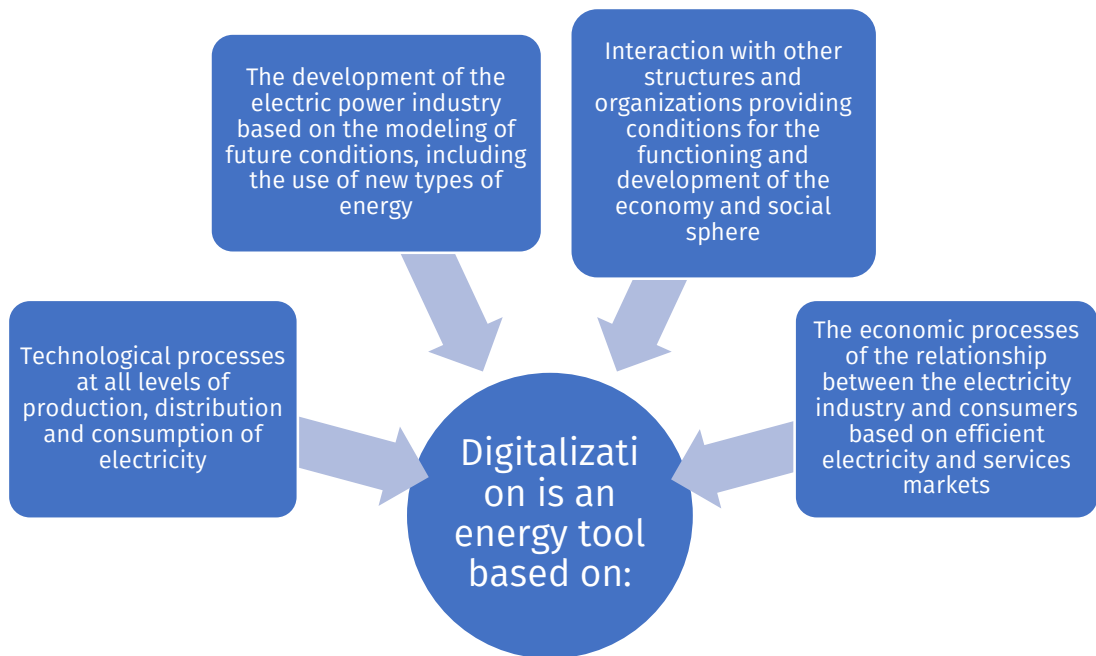 The development of the
electric power industry
based on the modeling of
future conditions, including
the use of new types of
energy
Interaction with other
structures and
organizations providing
conditions for the
functioning and
development of the
economy and social
sphere
Technological processes
at all levels of
production, distribution
and consumption of
electricity
The economic processes
of the relationship
between the electricity
industry and consumers
based on efficient
electricity and services
markets
Digitalizati
on is an
energy tool
based on: